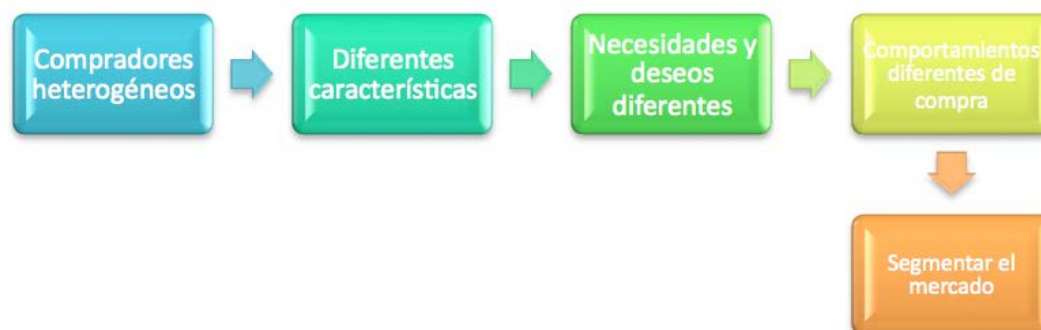 Compradores
heterogéneos
Diferentes
características
Necesidades y
deseos
diferentes
Comportamientos
diferentes de
compra
Segmentar el
mercado